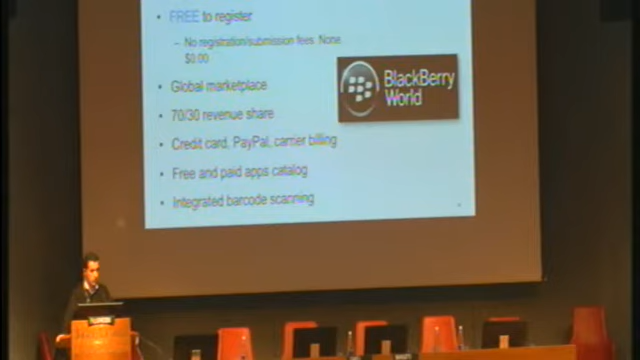 • FREE to register
– No registration/submission fees: None
$0.00
• Global marketplace
• 70/30 revenue share
• Credit card, PayPal, carrier billing
• Free and paid apps catalog
• Integrated barcode scanning
BlackBerry
World